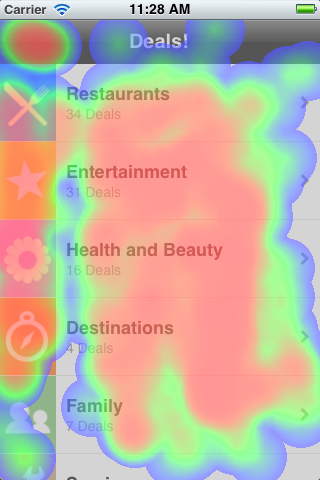 Carrier 11:28 AM
Deals!
Restaurants
34 Deals
Entertainment
31 Deals
Health and Beauty
16 Deals
Destinations
4 Deals
Family
7 Deals